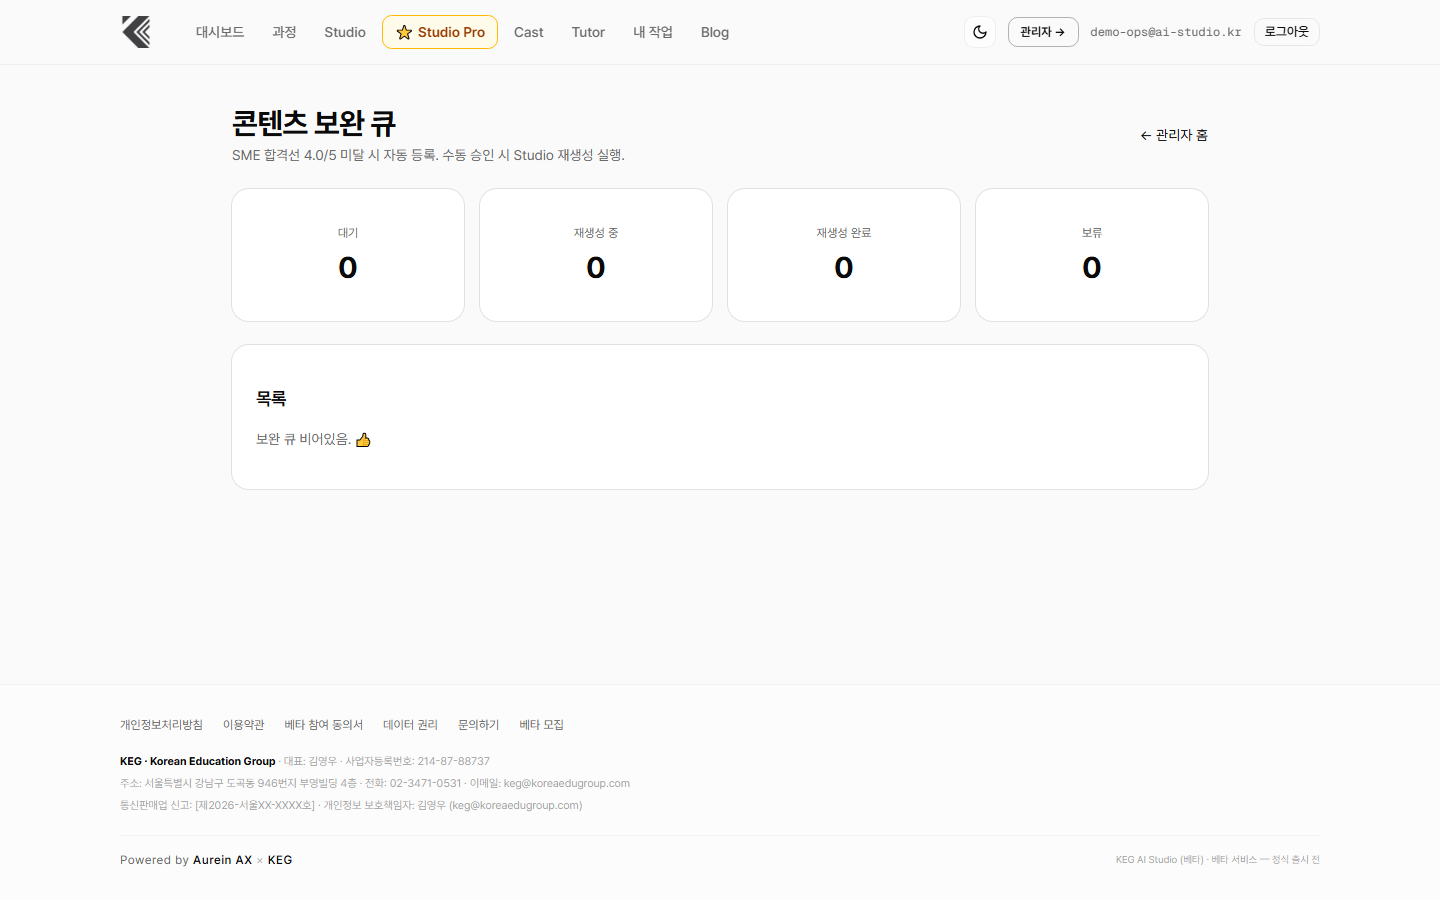 대시보드 과정 Studio ⭐ Studio Pro Cast Tutor 내 작업 Blog 관리자 → demo-ops@ai-studio.kr 로그아웃
콘텐츠 보완 큐
← 관리자 홈
SME 합격선 4.0/5 미달 시 자동 등록. 수동 승인 시 Studio 재생성 실행.
대기 재생성 중 재생성 완료 보류
0 0 0 0
목록
보완 큐 비어있음. 👍
개인정보처리방침 이용약관 베타 참여 동의서 데이터 권리 문의하기 베타 모집
KEG · Korean Education Group · 대표: 김영우 · 사업자등록번호: 214-87-88737
주소: 서울특별시 강남구 도곡동 946번지 부영빌딩 4층 · 전화: 02-3471-0531 · 이메일: keg@koreaedugroup.com
통신판매업 신고: [제2026-서울XX-XXXX호] · 개인정보 보호책임자: 김영우 (keg@koreaedugroup.com)
Powered by Aurein AX × KEG
KEG AI Studio (베타) · 베타 서비스 — 정식 출시 전